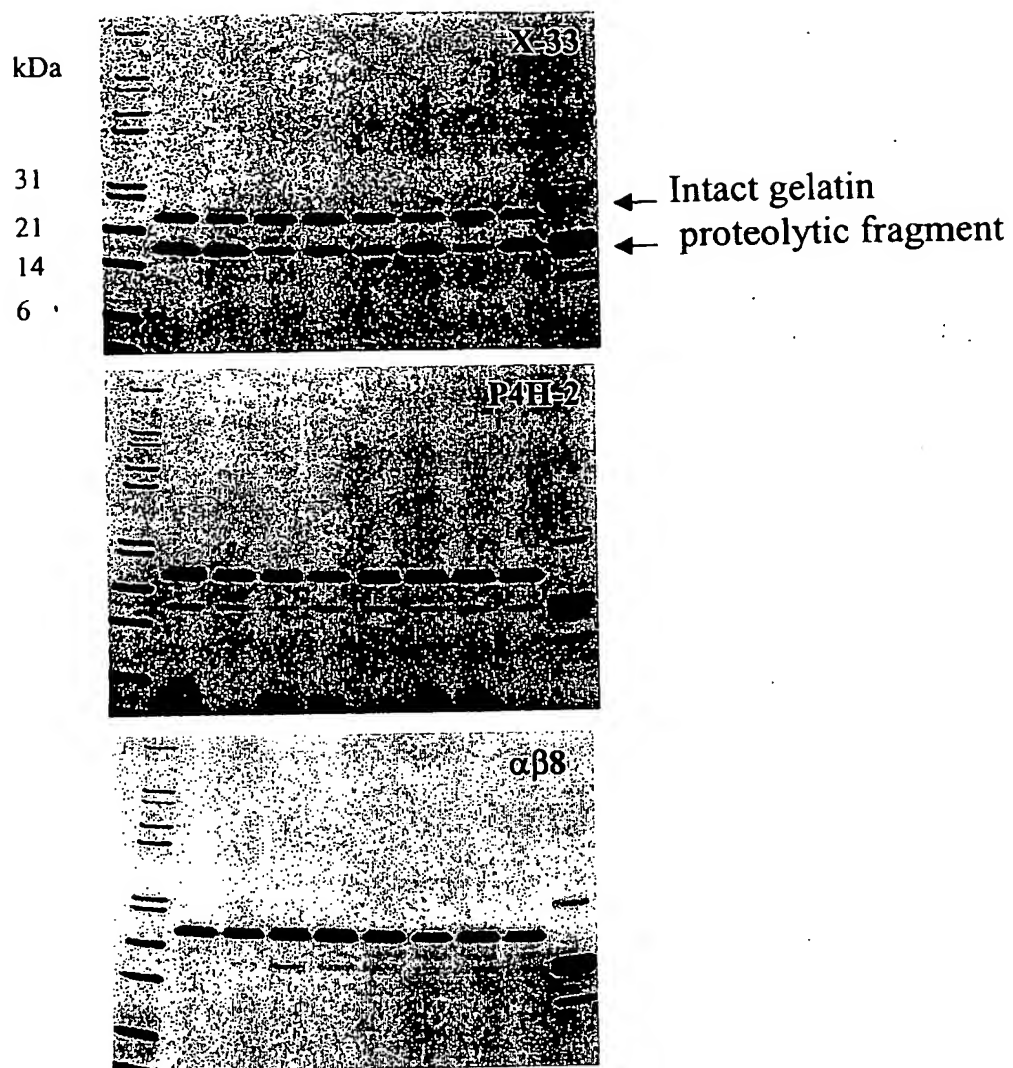 X-33
kDa
31
Intact gelatin
21
proteolytic fragment
14
6
P4H-2
αβ8